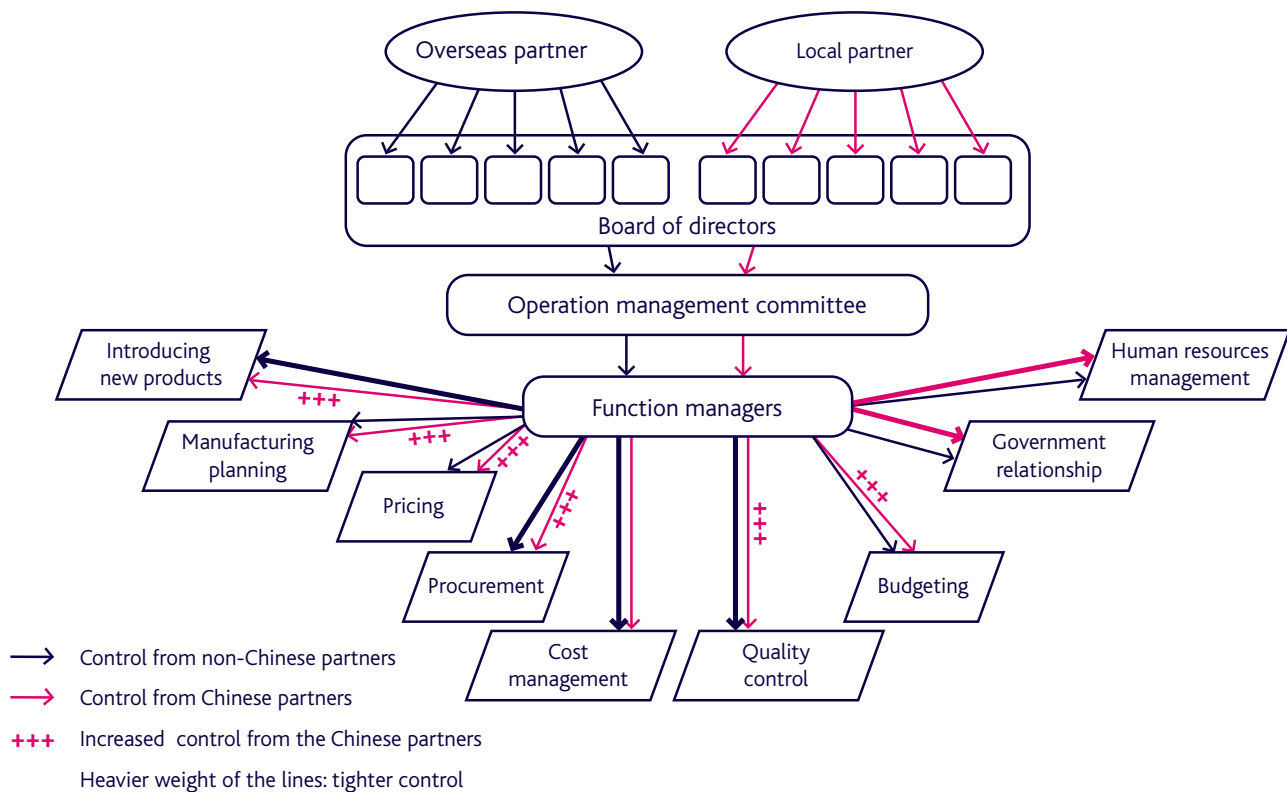 Overseas partner
Local partner
Board of directors
Operation management committee
Introducing
new products
Human resources
management
+++
Function managers
Manufacturing
planning
+++
Government
relationship
+++
Pricing
+++
+++
+++
Procurement
Budgeting
Cost
management
Quality
control
Control from non-Chinese partners
Control from Chinese partners
+++ Increased control from the Chinese partners
Heavier weight of the lines: tighter control